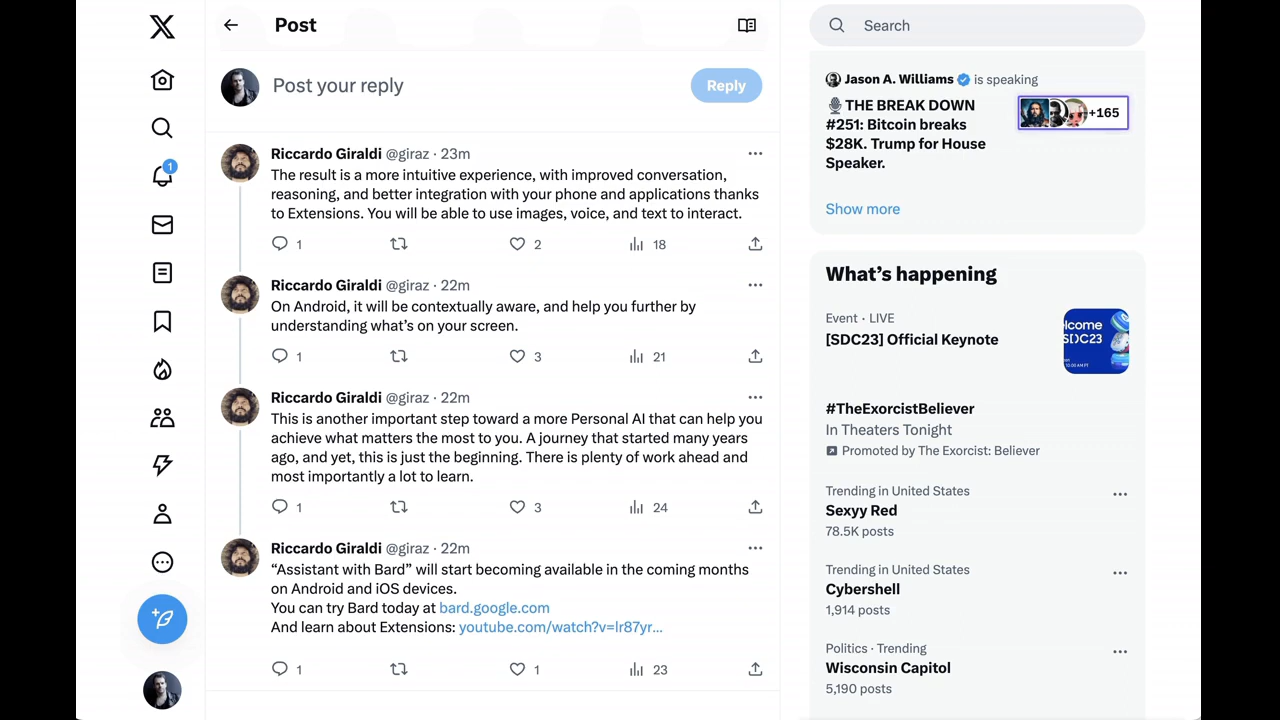 Post
Search
Post your reply
Reply
Jason A. Williams is speaking
THE BREAK DOWN
#251: Bitcoin breaks
$28K. Trump for House
Speaker.
+165
Show more
1
Riccardo Giraldi @giraz · 23m
The result is a more intuitive experience, with improved conversation,
reasoning, and better integration with your phone and applications thanks
to Extensions. You will be able to use images, voice, and text to interact.
1 2 18
Riccardo Giraldi @giraz · 22m
On Android, it will be contextually aware, and help you further by
understanding what’s on your screen.
1 3 21
Riccardo Giraldi @giraz · 22m
This is another important step toward a more Personal AI that can help you
achieve what matters the most to you. A journey that started many years
ago, and yet, this is just the beginning. There is plenty of work ahead and
most importantly a lot to learn.
1 3 24
Riccardo Giraldi @giraz · 22m
“Assistant with Bard” will start becoming available in the coming months
on Android and iOS devices.
You can try Bard today at bard.google.com
And learn about Extensions: youtube.com/watch?v=lr87yr...
1 1 23
What’s happening
Event · LIVE
[SDC23] Official Keynote
lcome
SDC23
#TheExorcistBeliever
In Theaters Tonight
Promoted by The Exorcist: Believer
Trending in United States
Sexyy Red
78.5K posts
Trending in United States
Cybershell
1,914 posts
Politics · Trending
Wisconsin Capitol
5,190 posts